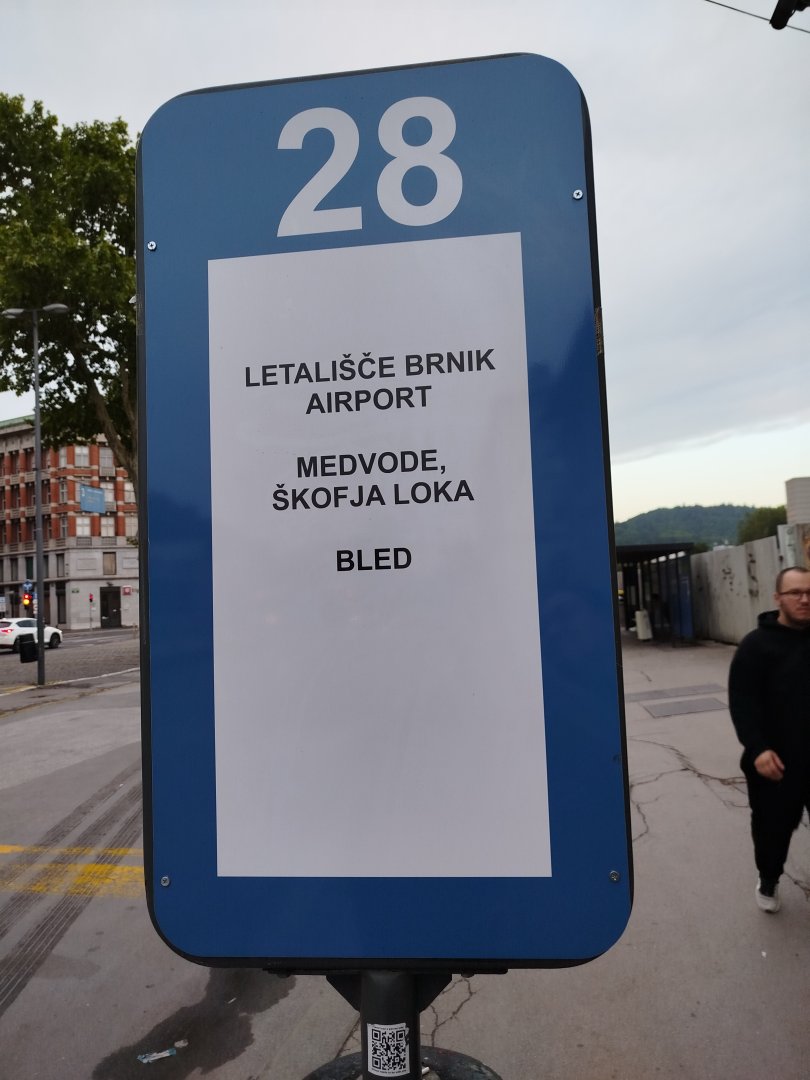 28
LETALIŠČE BRNIK
AIRPORT
MEDVODE,
ŠKOFJA LOKA
BLED